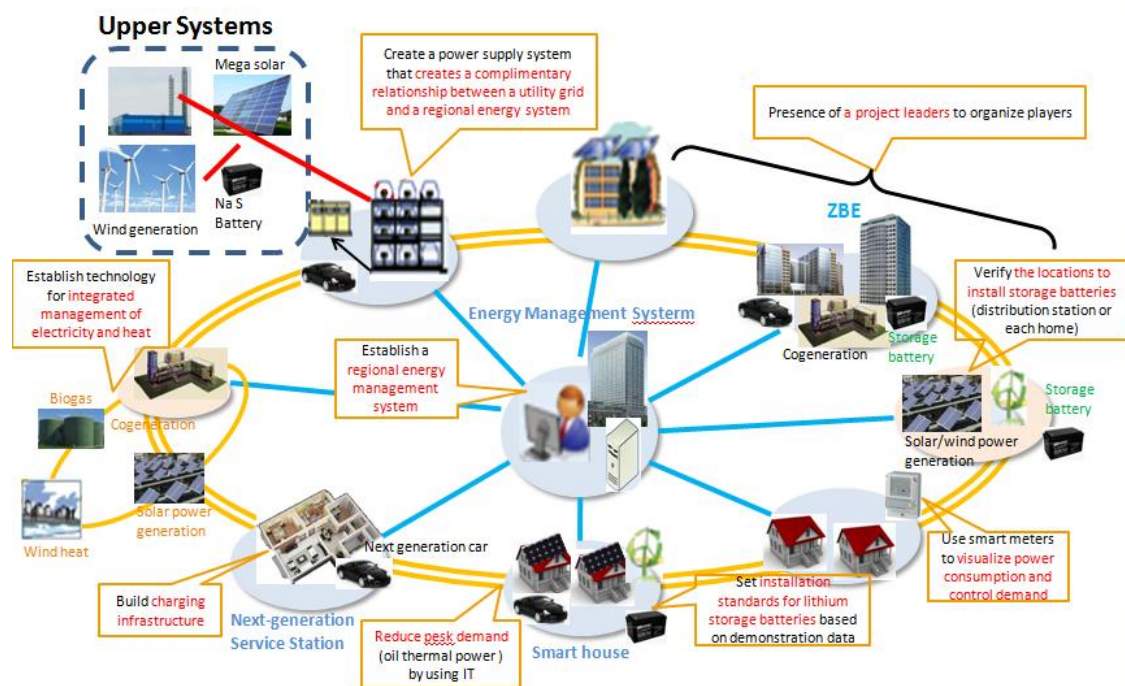 Upper Systems
Mega solar
Wind generation
Na S
Battery
Create a power supply system
that creates a complimentary
relationship between a utility grid
and a regional energy system
Presence of a project leaders to organize players
ZBE
Establish technology
for integrated
management of
electricity and heat
Energy Management Systerm
Verify the locations to
install storage batteries
(distribution station or
each home)
Cogeneration
Storage
battery
Establish a
regional energy
management
system
Biogas
Cogeneration
Storage
battery
Solar/wind power
generation
Solar power
generation
Wind heat
Next generation car
Use smart meters
to visualize power
consumption and
control demand
Build charging
infrastructure
Next-generation
Service Station
Reduce pesk demand
(oil thermal power )
by using IT
Smart house
Set installation
standards for lithium
storage batteries based
on demonstration data